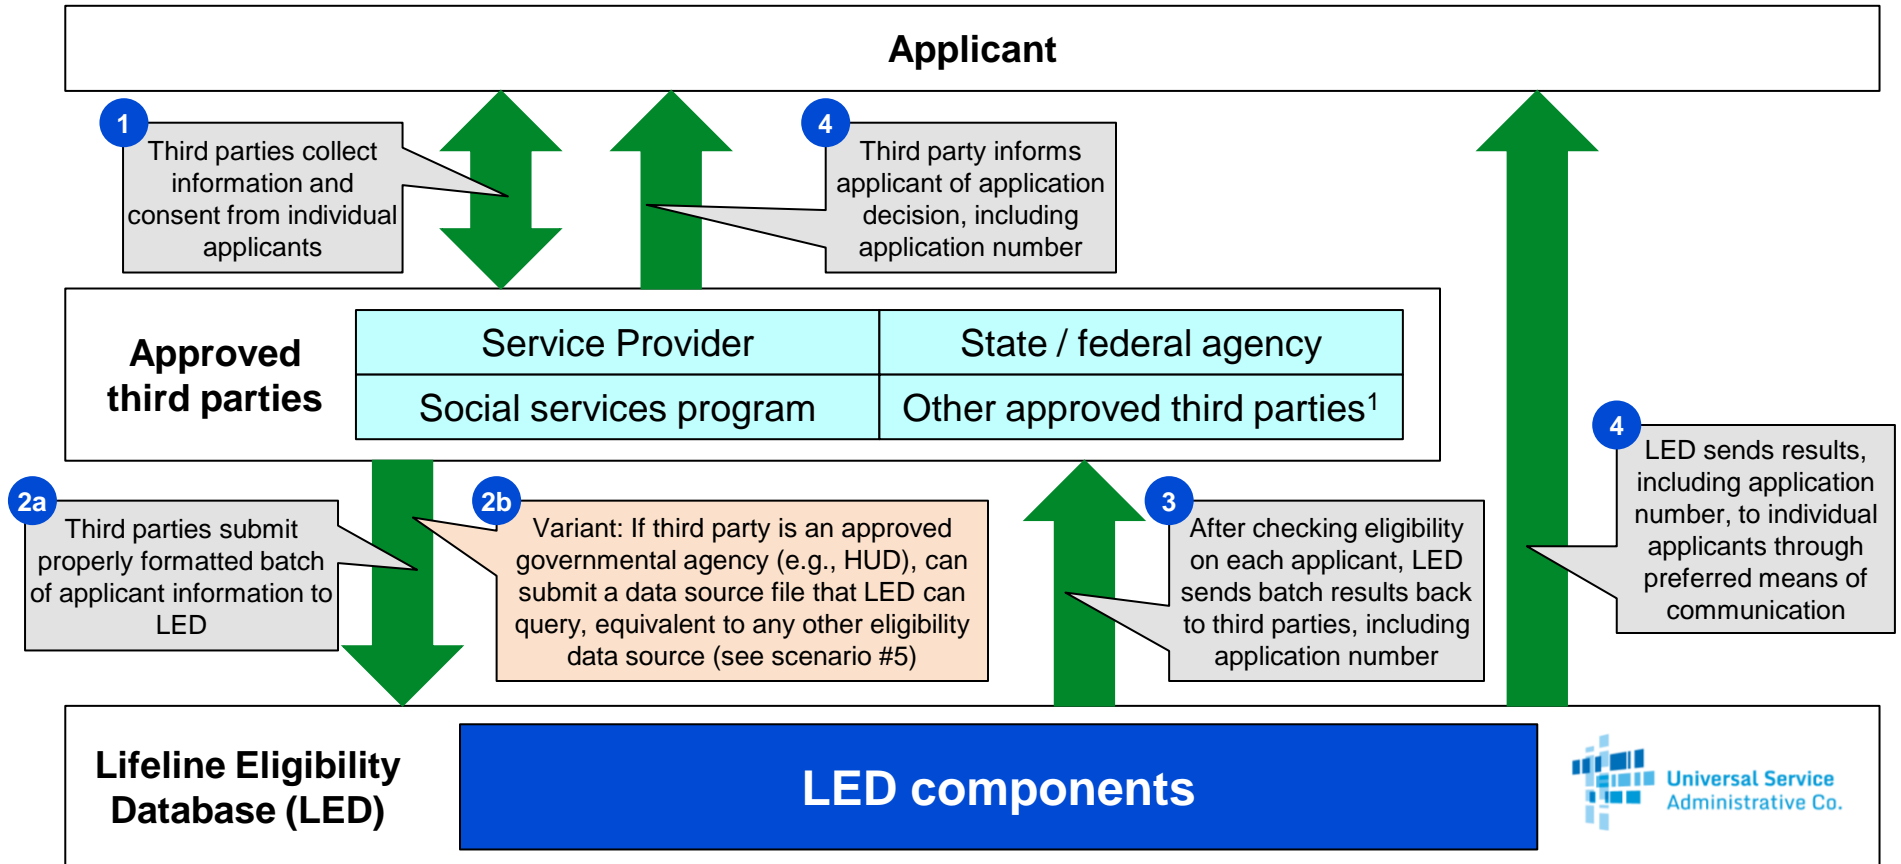 Applicant
1
Third parties collect
information and
consent from individual
applicants
4
Third party informs
applicant of application
decision, including
application number
Approved
third parties
Service Provider
State / federal agency
Social services program
Other approved third parties¹
2a
Third parties submit
properly formatted batch
of applicant information to
LED
2b
Variant: If third party is an approved
governmental agency (e.g., HUD), can
submit a data source file that LED can
query, equivalent to any other eligibility
data source (see scenario #5)
3
After checking eligibility
on each applicant, LED
sends batch results back
to third parties, including
application number
4
LED sends results,
including application
number, to individual
applicants through
preferred means of
communication
Lifeline Eligibility
Database (LED)
LED components
Universal Service
Administrative Co.